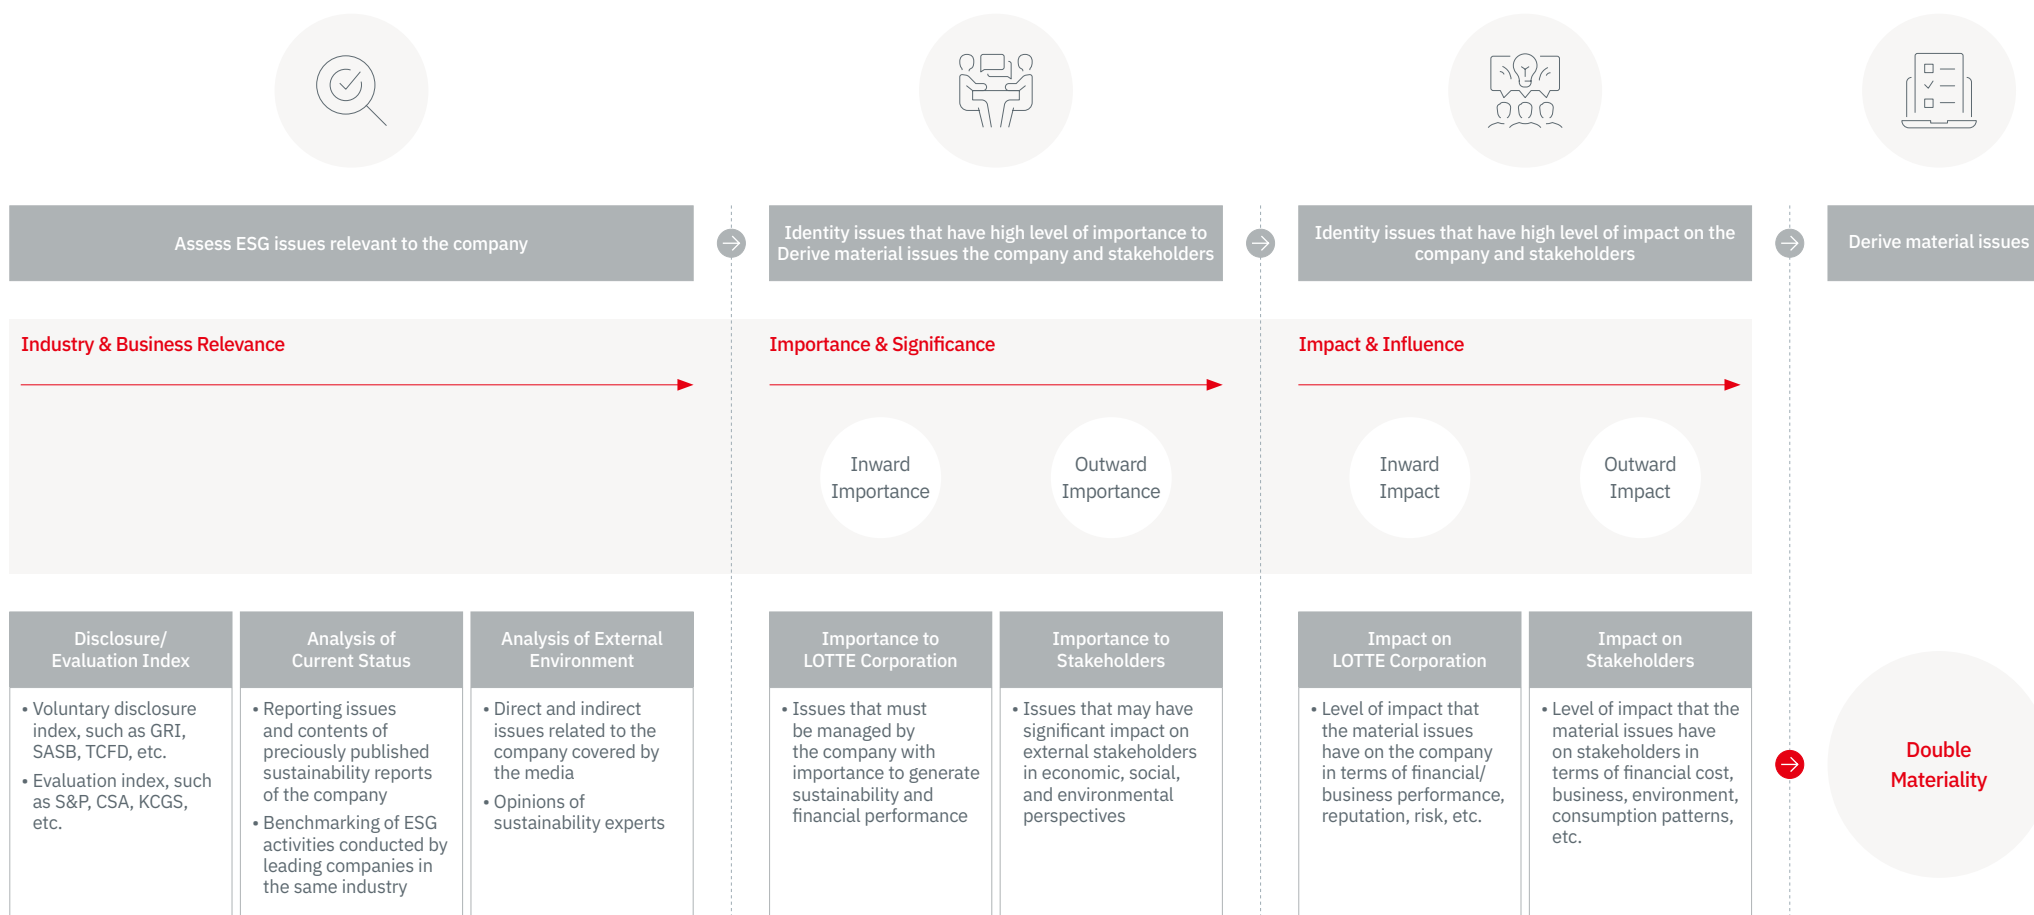 Assess ESG issues relevant to the company
Identity issues that have high level of importance to
Derive material issues the company and stakeholders
Identity issues that have high level of impact on the
company and stakeholders
Derive material issues
Industry & Business Relevance
Importance & Significance
Impact & Influence
Inward
Importance
Outward
Importance
Inward
Impact
Outward
Impact
Disclosure/
Evaluation Index
• Voluntary disclosure
index, such as GRI,
SASB, TCFD, etc.
• Evaluation index, such
as S&P, CSA, KCGS,
etc.
Analysis of
Current Status
• Reporting issues
and contents of
preciously published
sustainability reports
of the company
• Benchmarking of ESG
activities conducted by
leading companies in
the same industry
Analysis of External
Environment
• Direct and indirect
issues related to the
company covered by
the media
• Opinions of
sustainability experts
Importance to
LOTTE Corporation
• Issues that must
be managed by
the company with
importance to generate
sustainability and
financial performance
Importance to
Stakeholders
• Issues that may have
significant impact on
external stakeholders
in economic, social,
and environmental
perspectives
Impact on
LOTTE Corporation
• Level of impact that
the material issues
have on the company
in terms of financial/
business performance,
reputation, risk, etc.
Impact on
Stakeholders
• Level of impact that the
material issues have
on stakeholders in
terms of financial cost,
business, environment,
consumption patterns,
etc.
Double
Materiality